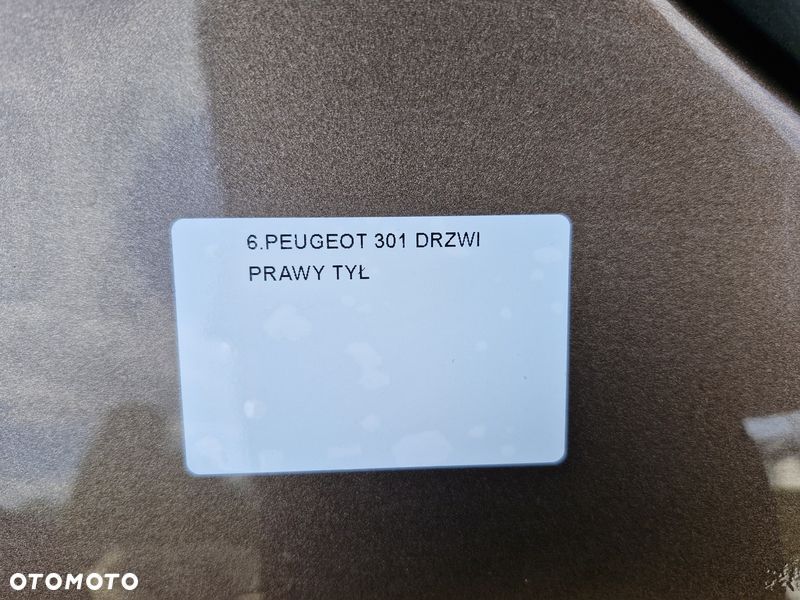 6.PEUGEOT 301 DRZWI
PRAWY TYŁ
OTOMOTO